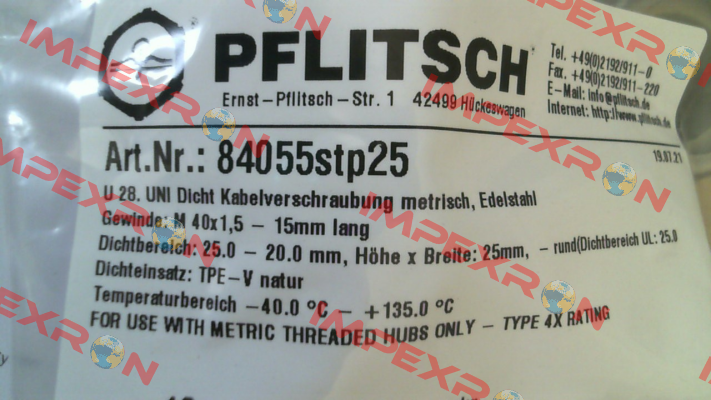 PFLITSCH
Ernst-Pflitsch-Str. 1 42499 Hückeswagen
Tel. +49(0)2192/911-0
Fax. +49(0)2192/911-220
E-Mail: info@pflitsch.de
Internet: http://www.pflitsch.de
Art.Nr.: 84055stp25
19.07.21
U 28. UNI Dicht Kabelverschraubung metrisch, Edelstahl
Gewinde: M 40x1,5 - 15mm lang
Dichtbereich: 25.0 - 20.0 mm, Höhe x Breite: 25mm, - rund(Dichtbereich UL: 25.0
Dichteinsatz: TPE-V natur
Temperaturbereich -40.0 °C - +135.0 °C
FOR USE WITH METRIC THREADED HUBS ONLY - TYPE 4X RATING
IMPEXRON